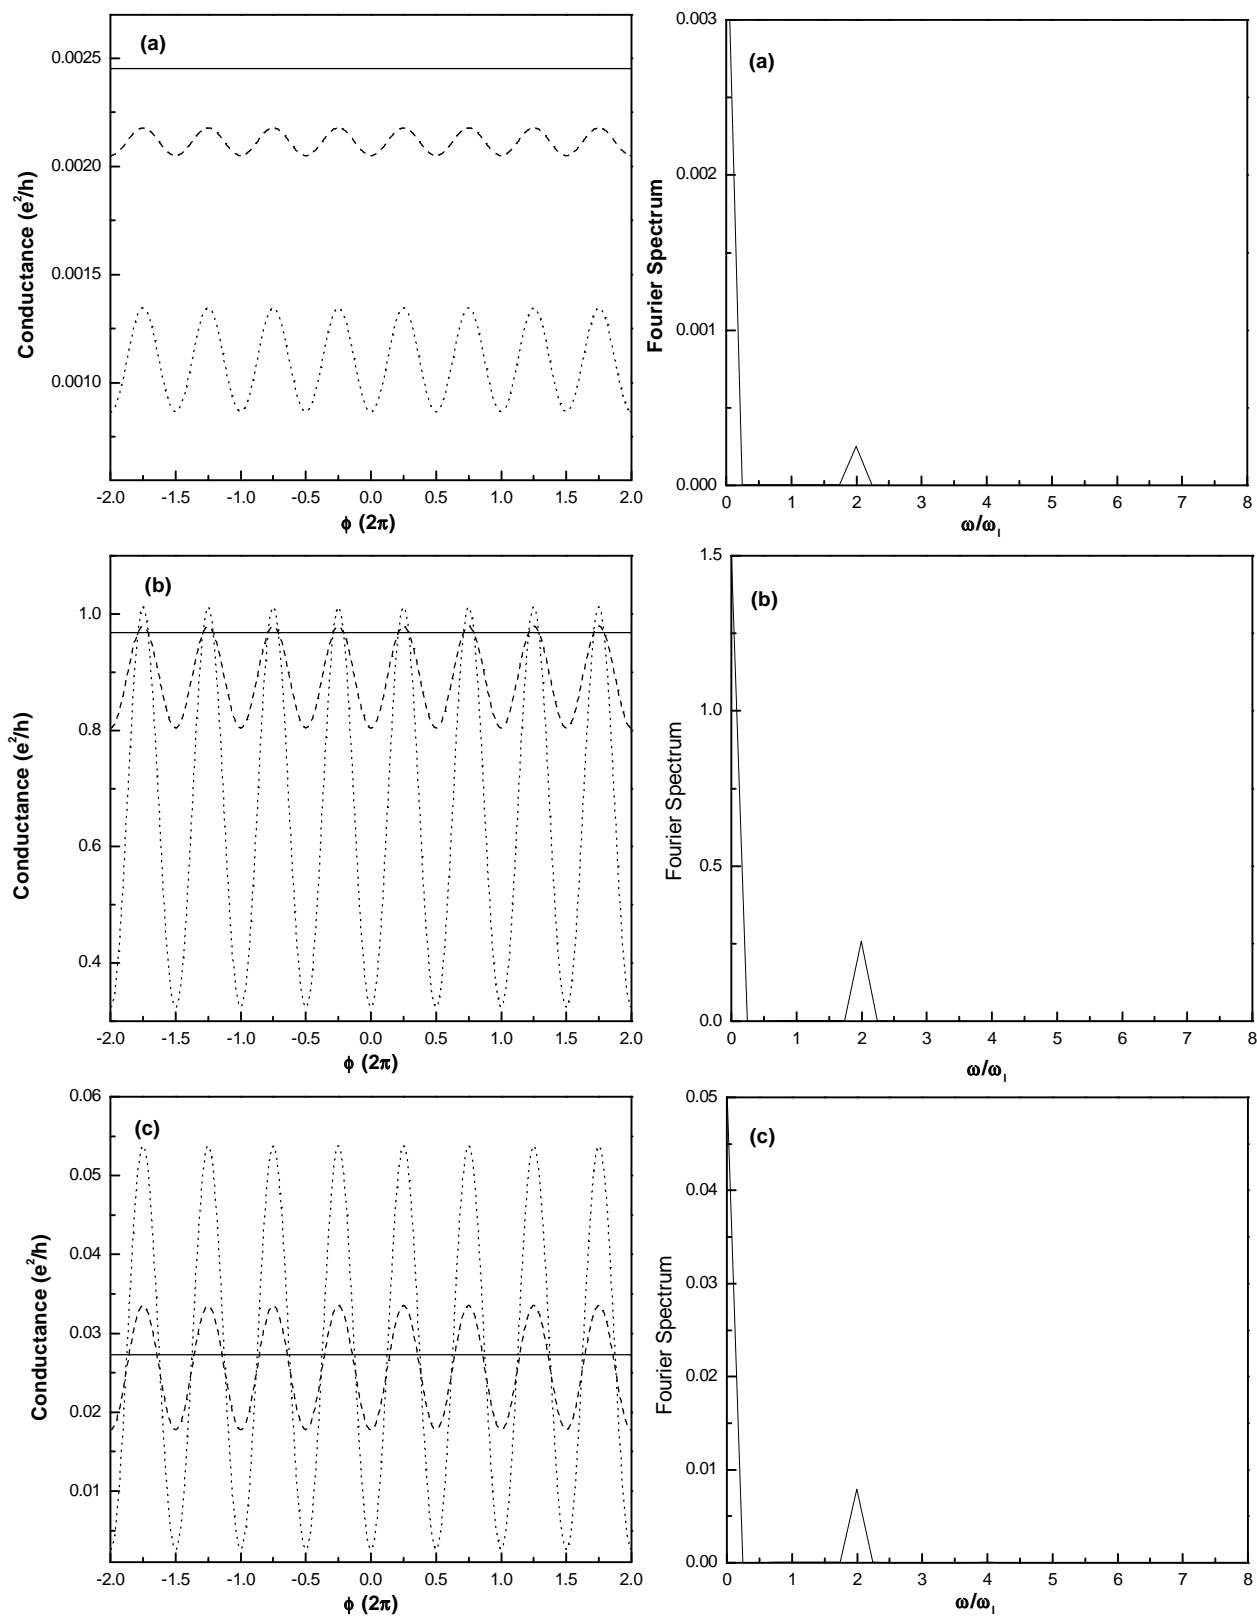 (a)
Conductance (e²/h)
0.0025
0.0020
0.0015
0.0010
-2.0 -1.5 -1.0 -0.5 0.0 0.5 1.0 1.5 2.0
ϕ (2π)
(a)
Fourier Spectrum
0.003
0.002
0.001
0.000
0 1 2 3 4 5 6 7 8
ω/ω_l
(b)
Conductance (e²/h)
1.0
0.8
0.6
0.4
-2.0 -1.5 -1.0 -0.5 0.0 0.5 1.0 1.5 2.0
ϕ (2π)
(b)
Fourier Spectrum
1.5
1.0
0.5
0.0
0 1 2 3 4 5 6 7 8
ω/ω_l
(c)
Conductance (e²/h)
0.06
0.05
0.04
0.03
0.02
0.01
-2.0 -1.5 -1.0 -0.5 0.0 0.5 1.0 1.5 2.0
ϕ (2π)
(c)
Fourier Spectrum
0.05
0.04
0.03
0.02
0.01
0.00
0 1 2 3 4 5 6 7 8
ω/ω_l